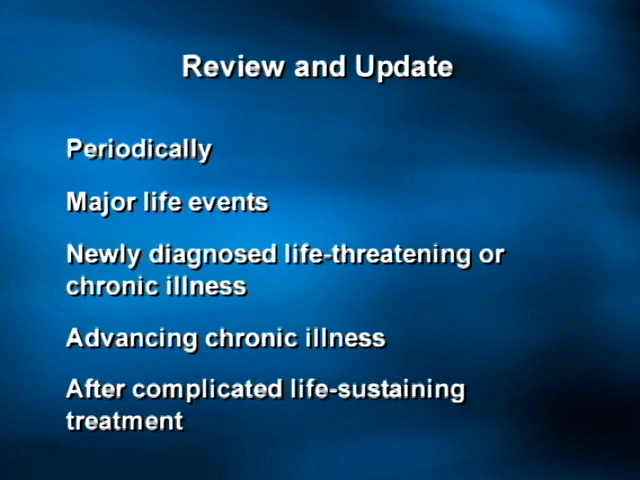 Review and Update
Periodically
Major life events
Newly diagnosed life-threatening or
chronic illness
Advancing chronic illness
After complicated life-sustaining
treatment